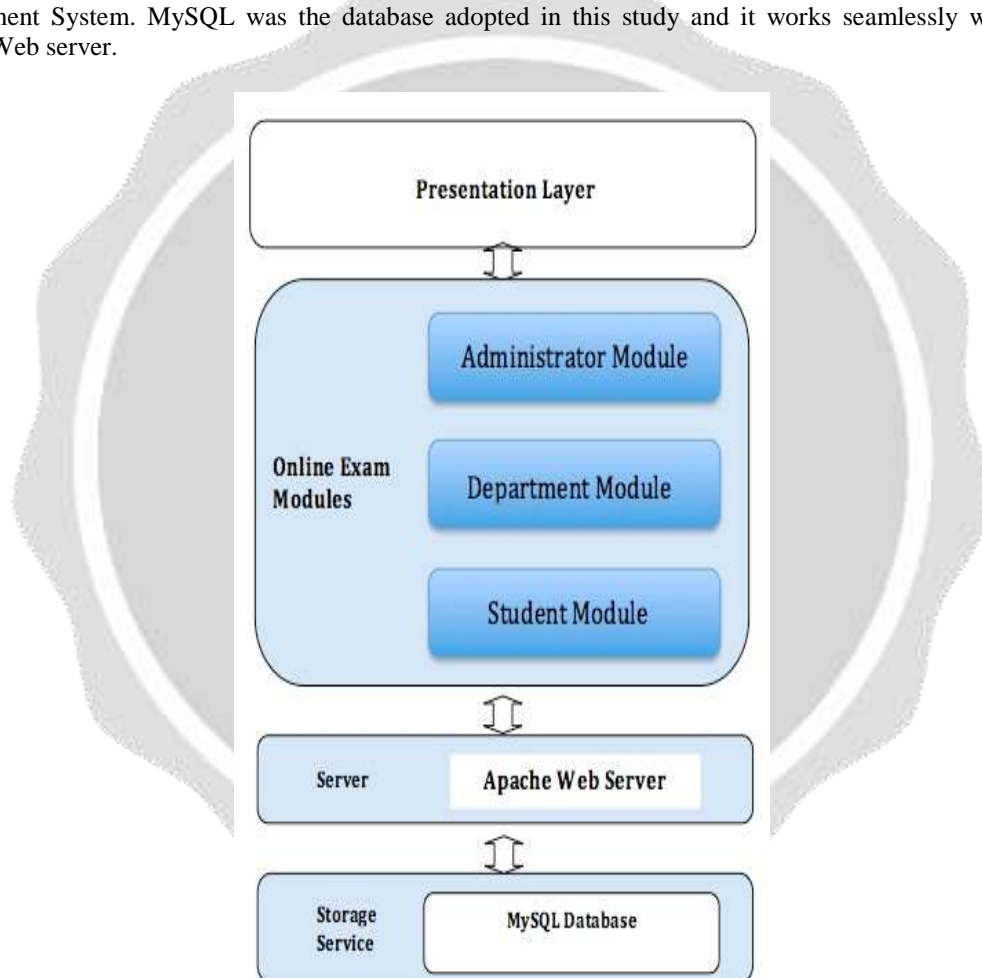 ment System. MySQL was the database adopted in this study and it works seamlessly w
Web server.
Presentation Layer
Administrator Module
Online Exam
Modules
Department Module
Student Module
Server
Apache Web Server
Storage
Service
MySQL Database